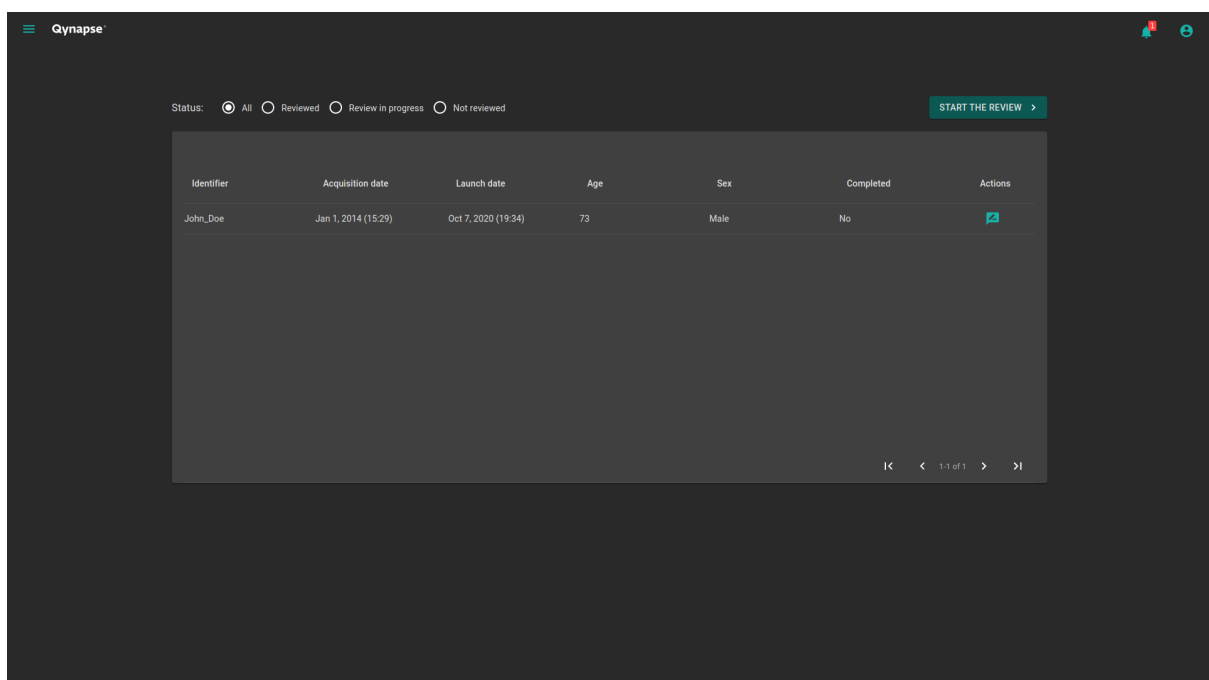 Qynapse
1
Status: All Reviewed Review in progress Not reviewed START THE REVIEW
Identifier Acquisition date Launch date Age Sex Completed Actions
John_Doe Jan 1, 2014 (15:29) Oct 7, 2020 (19:34) 73 Male No
1-1 of 1